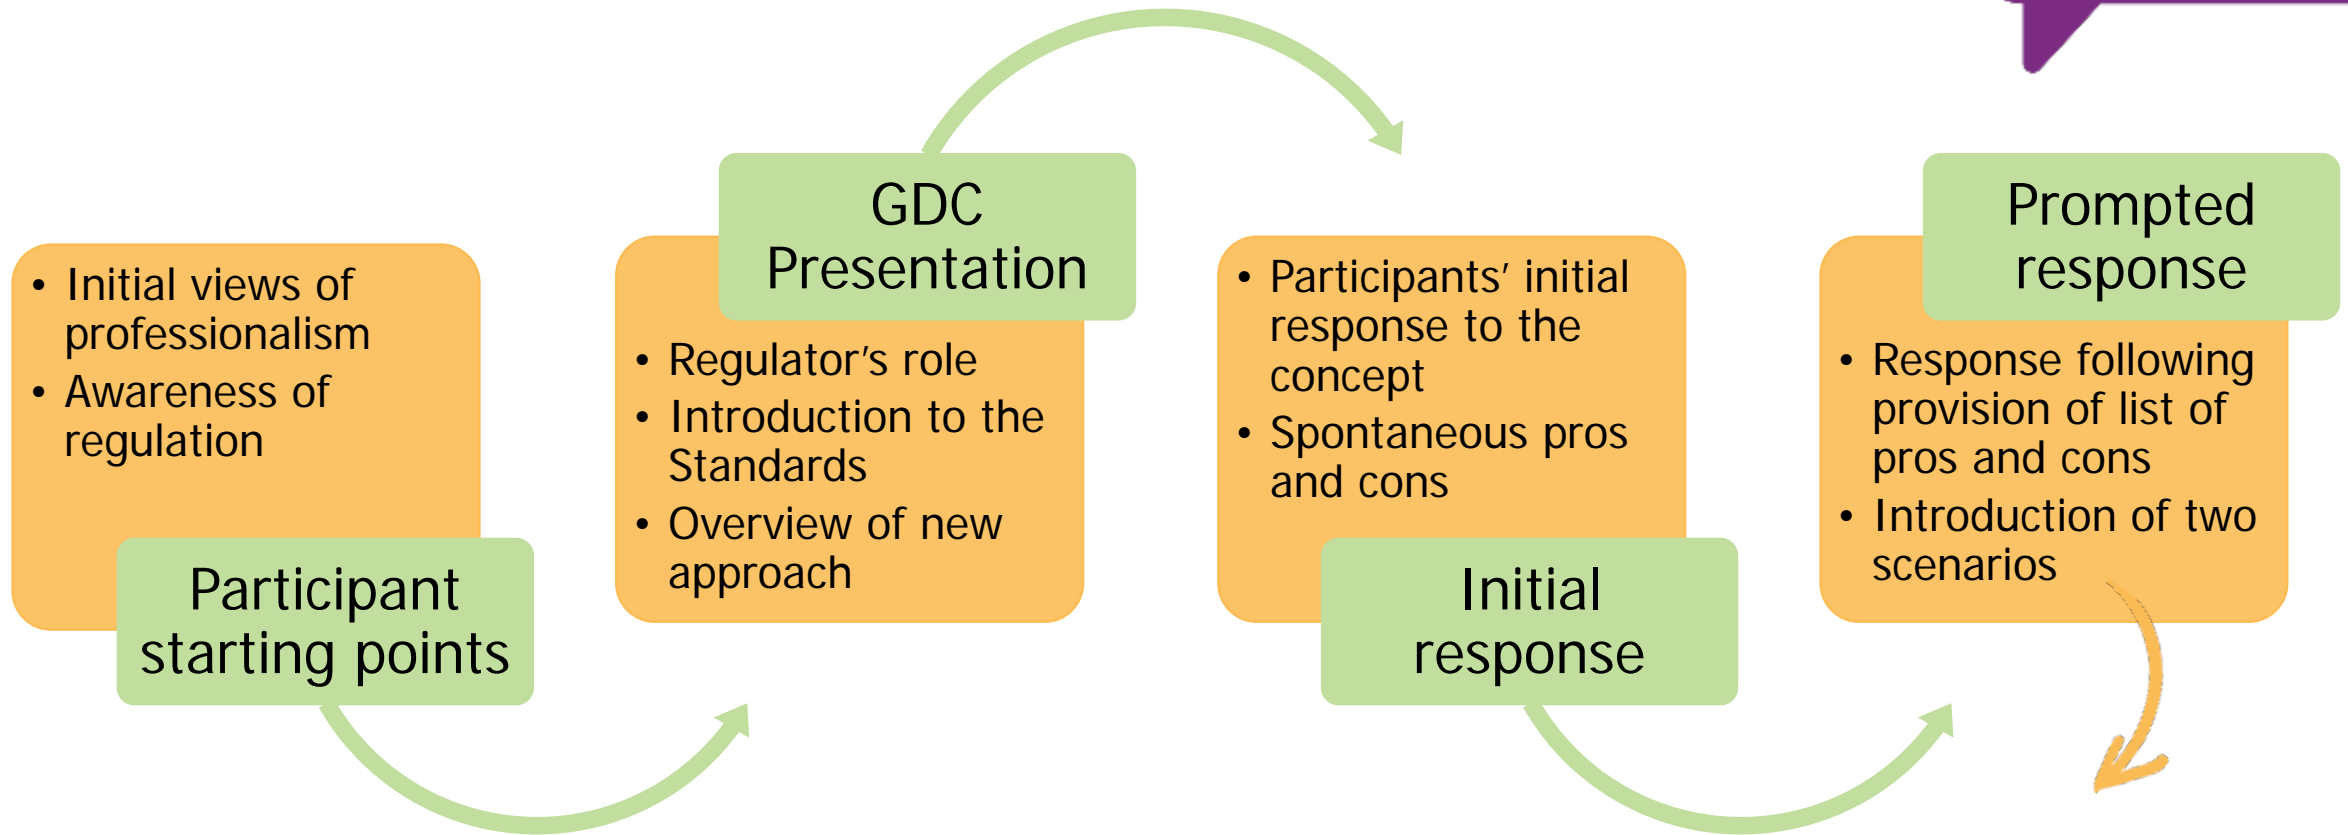 • Initial views of
professionalism
• Awareness of
regulation
Participant
starting points
GDC
Presentation
• Regulator's role
• Introduction to the
Standards
• Overview of new
approach
• Participants’ initial
response to the
concept
• Spontaneous pros
and cons
Initial
response
Prompted
response
• Response following
provision of list of
pros and cons
• Introduction of two
scenarios